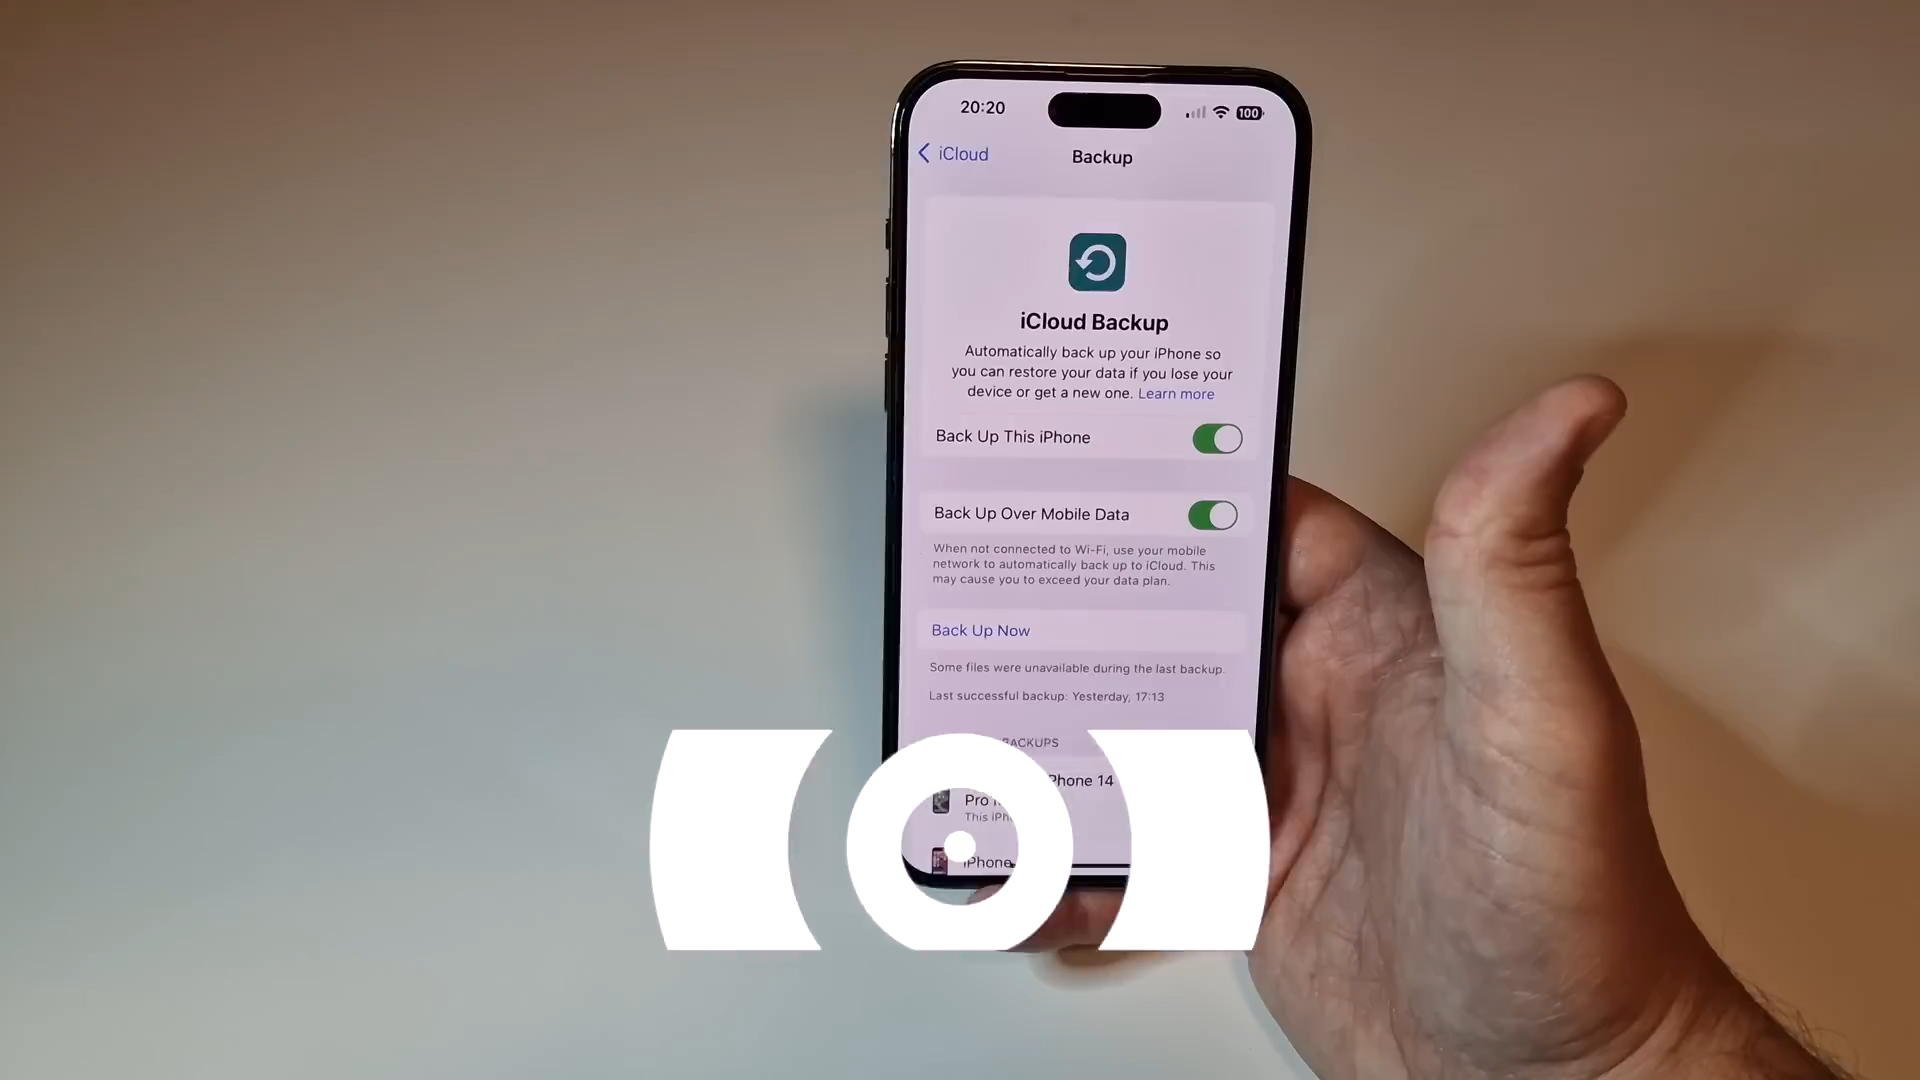 20:20
100
iCloud
Backup
iCloud Backup
Automatically back up your iPhone so
you can restore your data if you lose your
device or get a new one. Learn more
Back Up This iPhone
Back Up Over Mobile Data
When not connected to Wi-Fi, use your mobile
network to automatically back up to iCloud. This
may cause you to exceed your data plan.
Back Up Now
Some files were unavailable during the last backup.
Last successful backup: Yesterday, 17:13
BACKUPS
Phone 14
Pro
This
iPhone